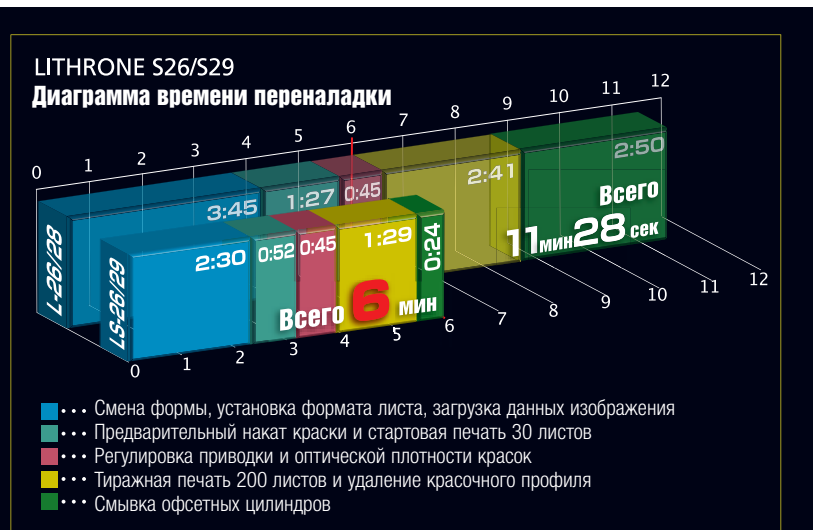 LITHRONE S26/S29
Диаграмма времени переналадки
0 1 2 3 4 5 6 7 8 9 10 11 12
L-26/28
3:45 1:27 0:45 2:41 2:50
Всего
11 мин 28 сек
LS-26/29
2:30 0:52 0:45 1:29 0:24
Всего 6 мин
0 1 2 3 4 5 6 7 8 9 10 11 12
Смена формы, установка формата листа, загрузка данных изображения
Предварительный накат краски и стартовая печать 30 листов
Регулировка приводки и оптической плотности красок
Тиражная печать 200 листов и удаление красочного профиля
Смывка офсетных цилиндров